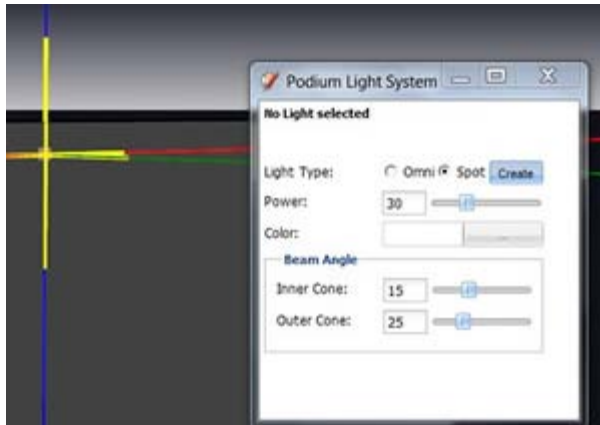 Podium Light System
No Light selected
Light Type: Omni Spot Create
Power: 30
Color: ...
Beam Angle
Inner Cone: 15
Outer Cone: 25